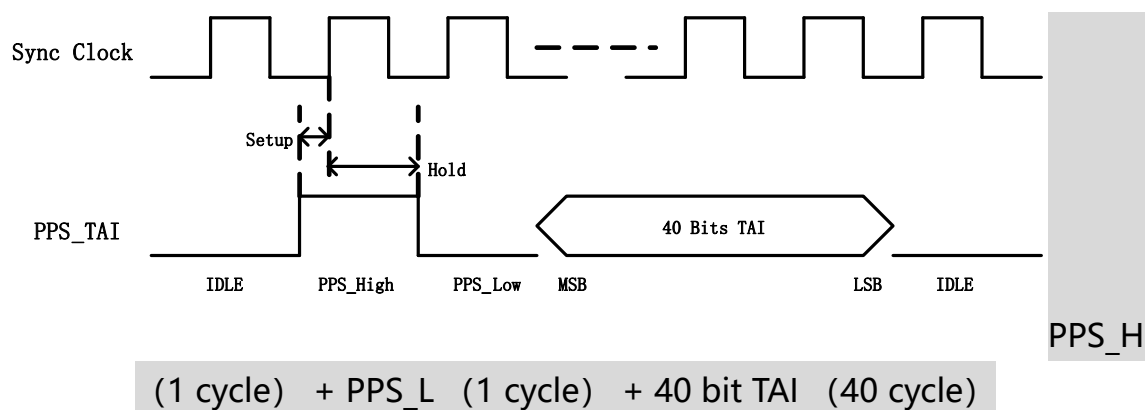 Sync Clock
Setup
Hold
PPS_TAI
40 Bits TAI
IDLE PPS_High PPS_Low MSB LSB IDLE
PPS_H
(1 cycle) + PPS_L (1 cycle) + 40 bit TAI (40 cycle)